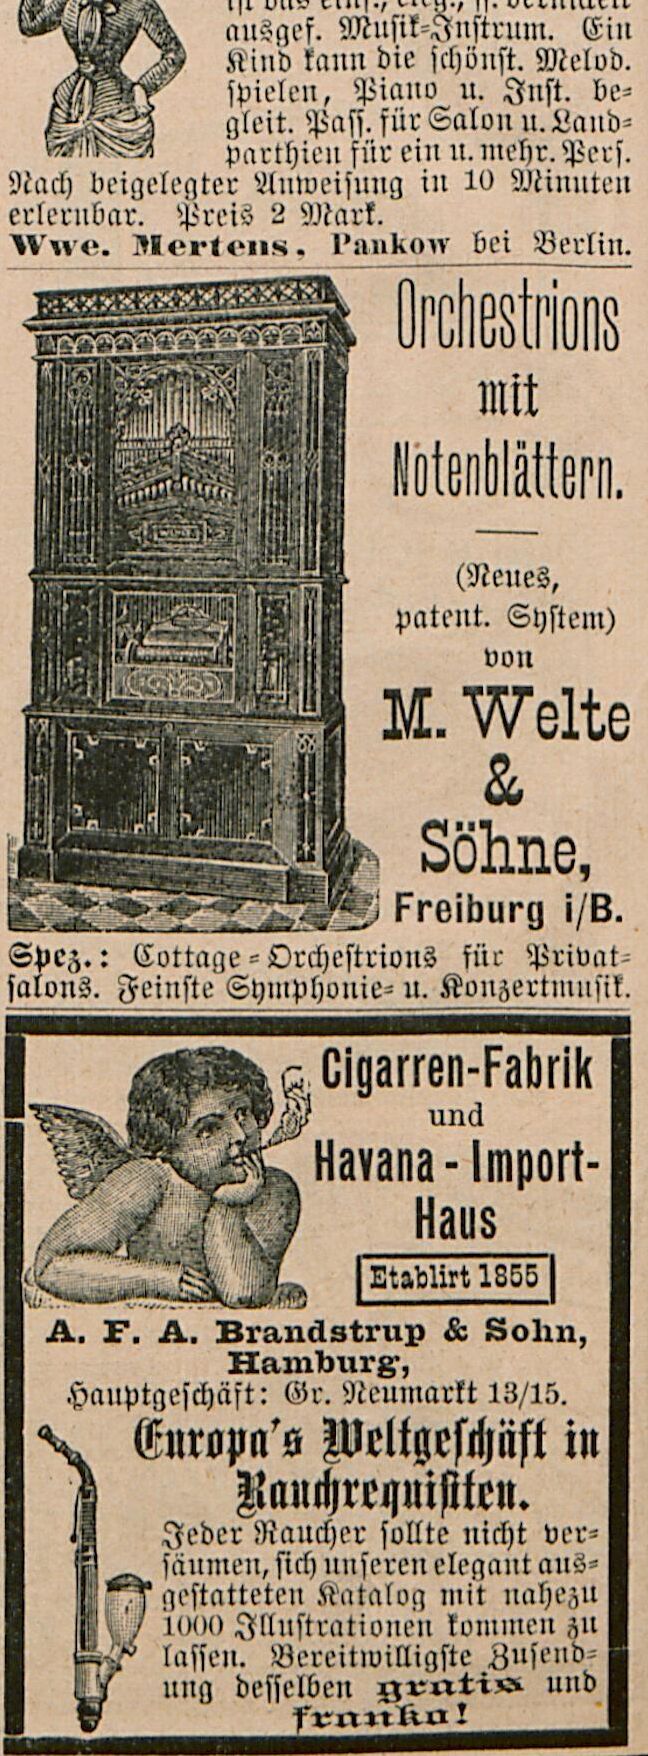 ausgef. Musik-Instrum. Ein
Kind kann die schönst. Melod.
spielen, Piano u. Inst. be-
gleit. Pass. für Salon u. Land-
parthien für ein u. mehr. Pers.
Nach beigelegter Anweisung in 10 Minuten
erlernbar. Preis 2 Mark.
Wwe. Mertens, Pankow bei Berlin.
Orchestrions
mit
Notenblättern.
(Neues,
patent. System)
von
M. Welte
&
Söhne,
Freiburg i/B.
Spez.: Cottage-Orchestrions für Privat-
salons. Feinste Symphonie- u. Konzertmusik.
Cigarren-Fabrik
und
Havana-Import-
Haus
Etablirt 1855
A. F. A. Brandstrup & Sohn,
Hamburg,
Hauptgeschäft: Gr. Neumarkt 13/15.
Europa's Weltgeschäft in
Rauchrequisiten.
Jeder Raucher sollte nicht ver-
säumen, sich unseren elegant aus-
gestatteten Katalog mit nahezu
1000 Illustrationen kommen zu
lassen. Bereitwilligste Zusend-
ung desselben gratis und
franko!